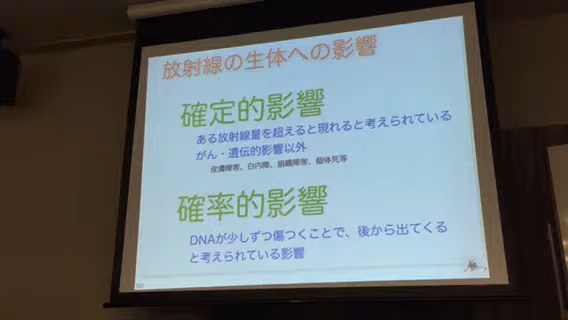 放射線の生体への影響
確定的影響
ある放射線量を超えると現れると考えられている
がん・遺伝的影響以外
皮膚障害、白内障、組織障害、個体死等
確率的影響
DNAが少しずつ傷つくことで、後から出てくる
と考えられている影響